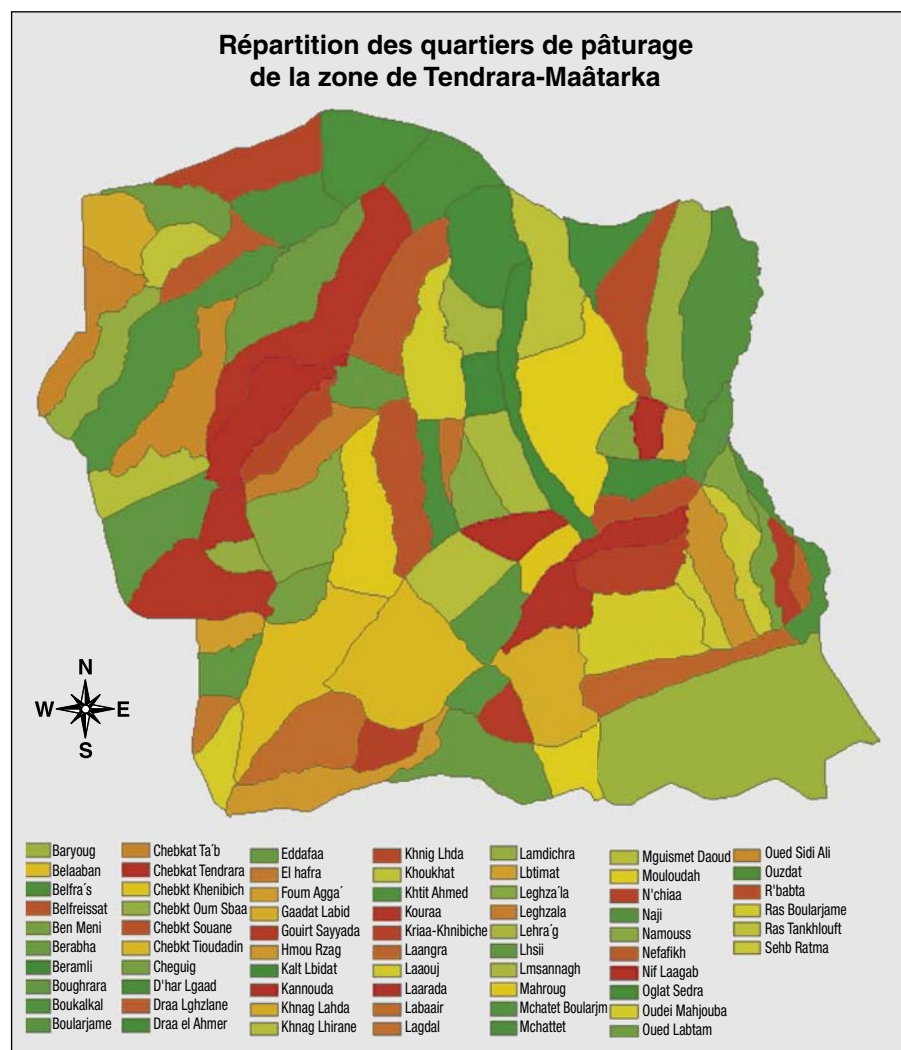 Répartition des quartiers de pâturage
de la zone de Tendrara-Maâtarka
N
W E
S
Baryoug
Belaaban
Belfra´s
Belfreissat
Ben Meni
Berabha
Beramli
Boughrara
Boukalkal
Boularjame
Chebkat Ta´b
Chebkat Tendrara
Chebkt Khenibich
Chebkt Oum Sbaa
Chebkt Souane
Chebkt Tioudadin
Cheguig
D'har Lgaad
Draa Lghzlane
Draa el Ahmer
Eddafaa
El hafra
Foum Agga´
Gaadat Labid
Gouirt Sayyada
Hmou Rzag
Kalt Lbidat
Kannouda
Khnag Lahda
Khnag Lhirane
Khnig Lhda
Khoukhat
Khtit Ahmed
Kouraa
Kriaa-Khnibiche
Laangra
Laaouj
Laarada
Labaair
Lagdal
Lamdichra
Lbtimat
Leghza´la
Leghzala
Lehra´g
Lhsii
Lmsannagh
Mahroug
Mchatet Boularjm
Mchattet
Mguismet Daoud
Mouloudah
N'chiaa
Naji
Namouss
Nefafikh
Nif Laagab
Oglat Sedra
Oudei Mahjouba
Oued Labtam
Oued Sidi Ali
Ouzdat
R'babta
Ras Boularjame
Ras Tankhlouft
Sehb Ratma